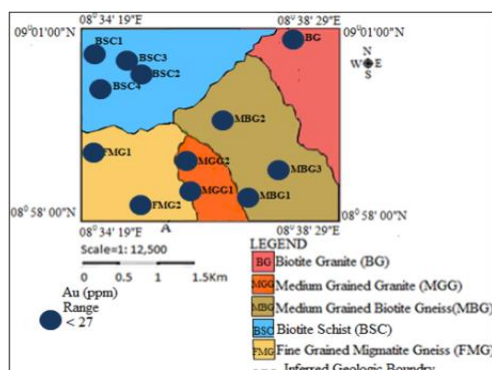 08° 34' 19"E 08° 38' 29"E
09° 01' 00" 09° 01' 00"N
BSC1 BG
BSC3 N
BSC2 W E
BSC4 S
MBG2
FMG1 MGG2
MBG3
MGG1
FMG2 MBG1
08° 58' 00"N 08° 58' 00"N
08° 34' 19"E A 08° 38' 29"E
Scale=1: 12,500 LEGEND
BG Biotite Granite (BG)
0 0.5 1 1.5Km MGG Medium Grained Granite (MGG)
Au (ppm) MBG Medium Grained Biotite Gneiss(MBG)
Range
< 27 BSC Biotite Schist (BSC)
FMG Fine Grained Migmatite Gneiss (FMG)
Inferred Geologic Boundary